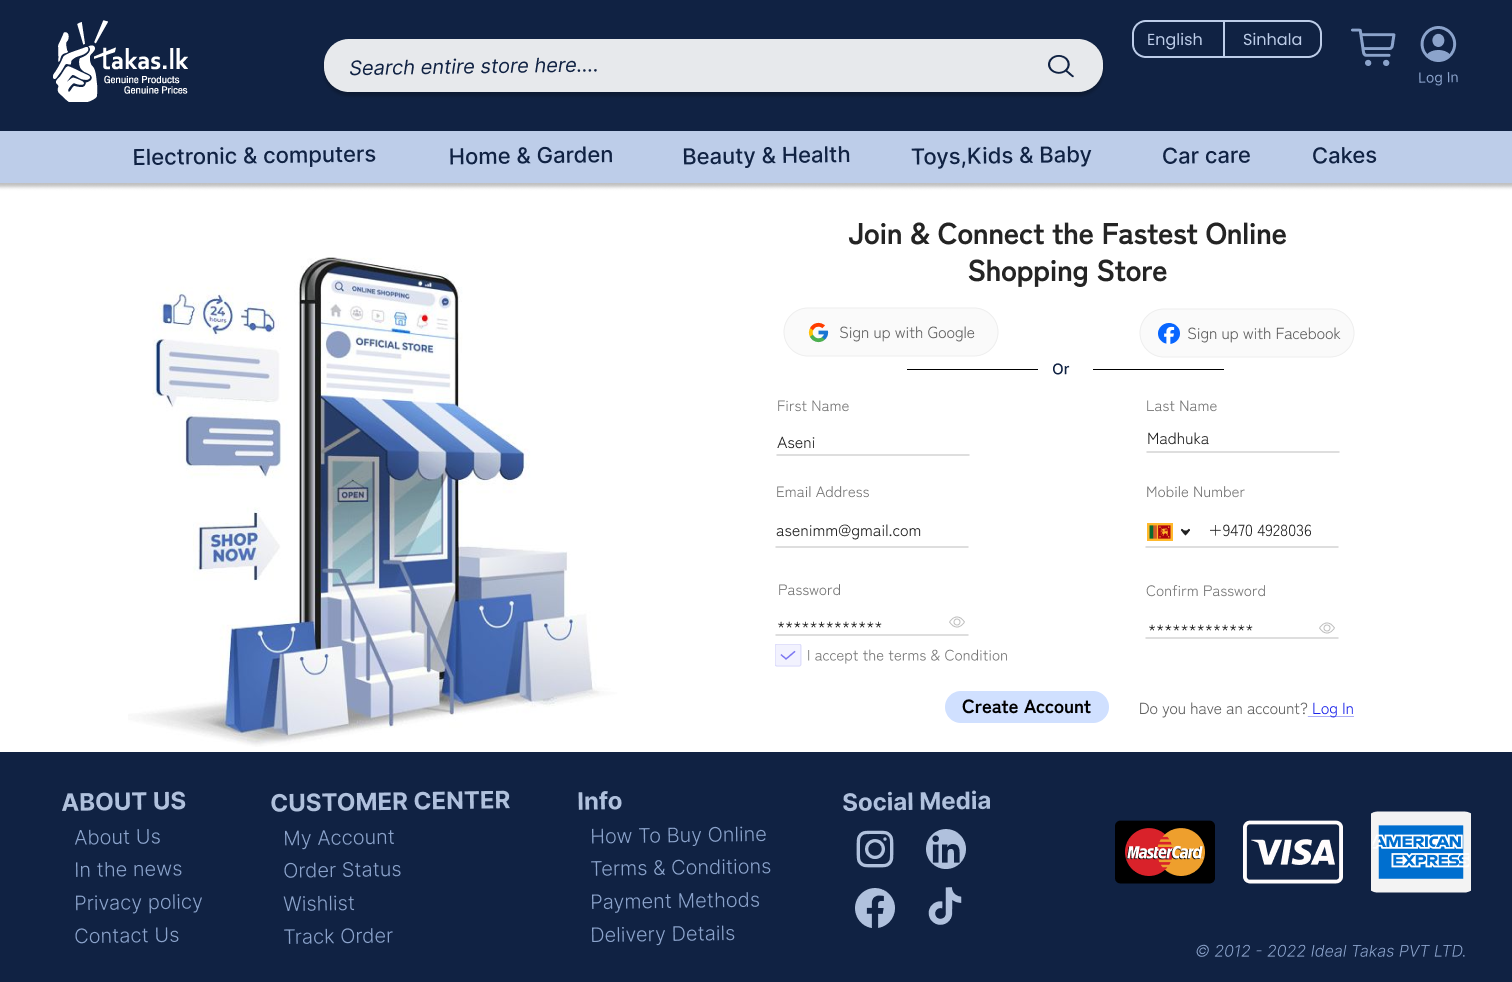 takas.lk
Genuine Products
Genuine Prices
Search entire store here....
English
Sinhala
Log In
Electronic & computers
Home & Garden
Beauty & Health
Toys,Kids & Baby
Car care
Cakes
ONLINE SHOPPING
24
hours
OFFICIAL STORE
OPEN
SHOP
NOW
Join & Connect the Fastest Online
Shopping Store
Sign up with Google
Sign up with Facebook
Or
First Name
Last Name
Aseni
Madhuka
Email Address
Mobile Number
asenimm@gmail.com
+9470 4928036
Password
Confirm Password
*************
*************
I accept the terms & Condition
Create Account
Do you have an account? Log In
ABOUT US
About Us
In the news
Privacy policy
Contact Us
CUSTOMER CENTER
My Account
Order Status
Wishlist
Track Order
Info
How To Buy Online
Terms & Conditions
Payment Methods
Delivery Details
Social Media
in
MasterCard
VISA
AMERICAN
EXPRESS
© 2012 - 2022 Ideal Takas PVT LTD.